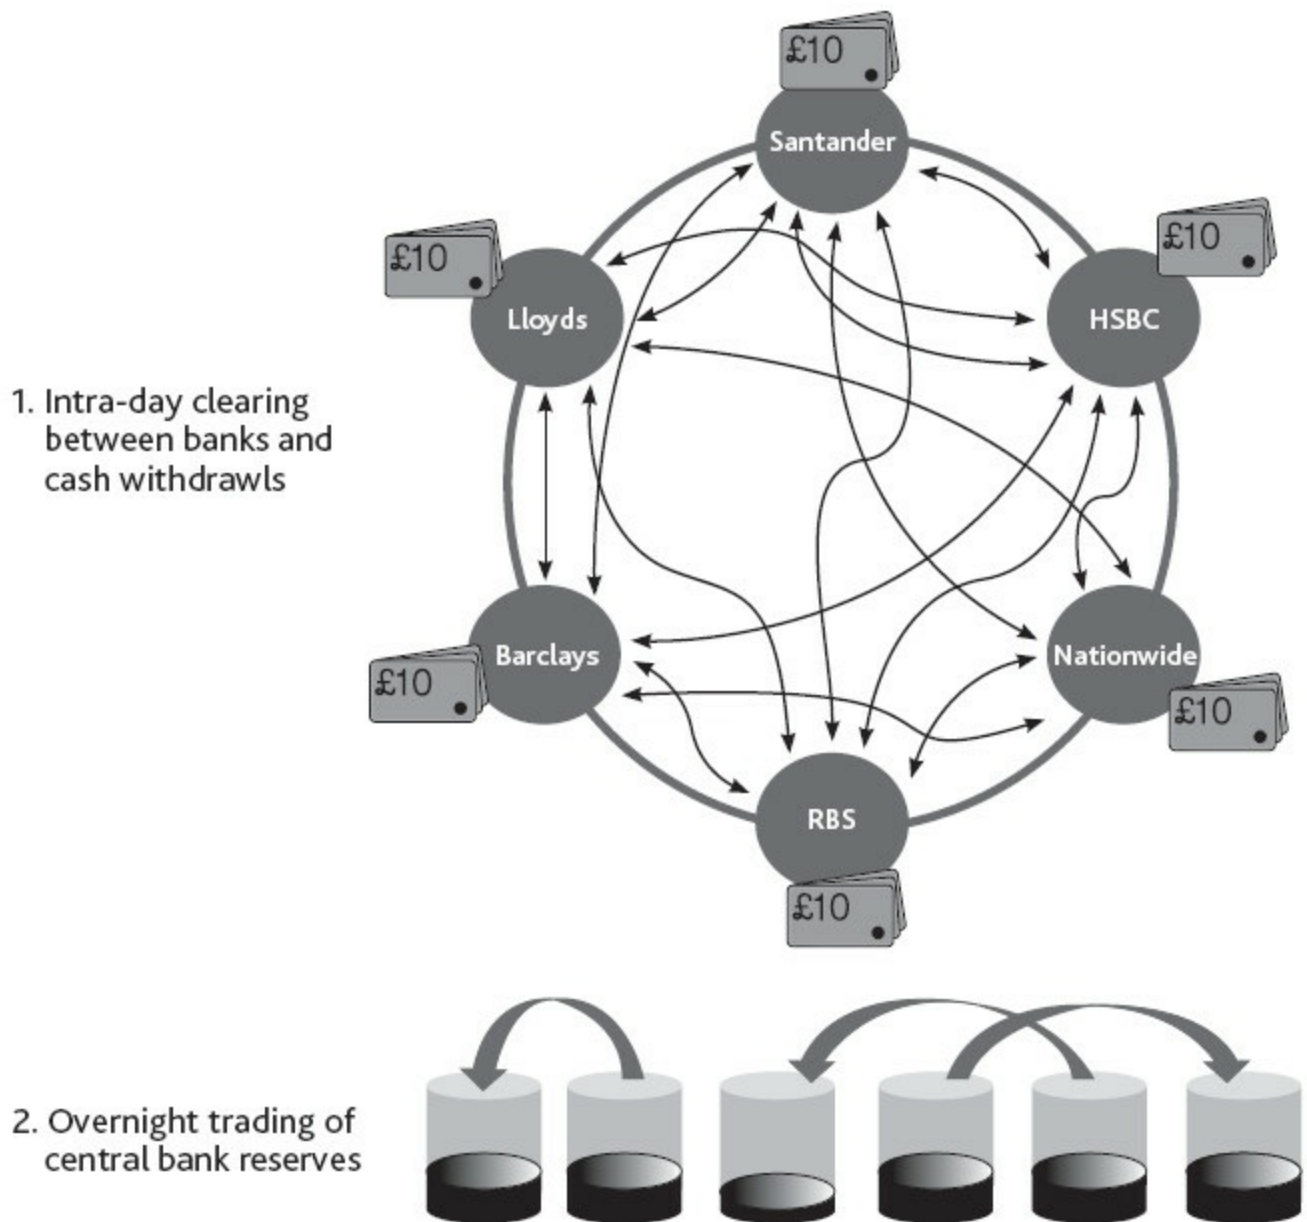 £10
Santander
£10
£10
Lloyds
HSBC
1. Intra-day clearing
between banks and
cash withdrawls
Barclays
Nationwide
£10
£10
RBS
£10
2. Overnight trading of
central bank reserves